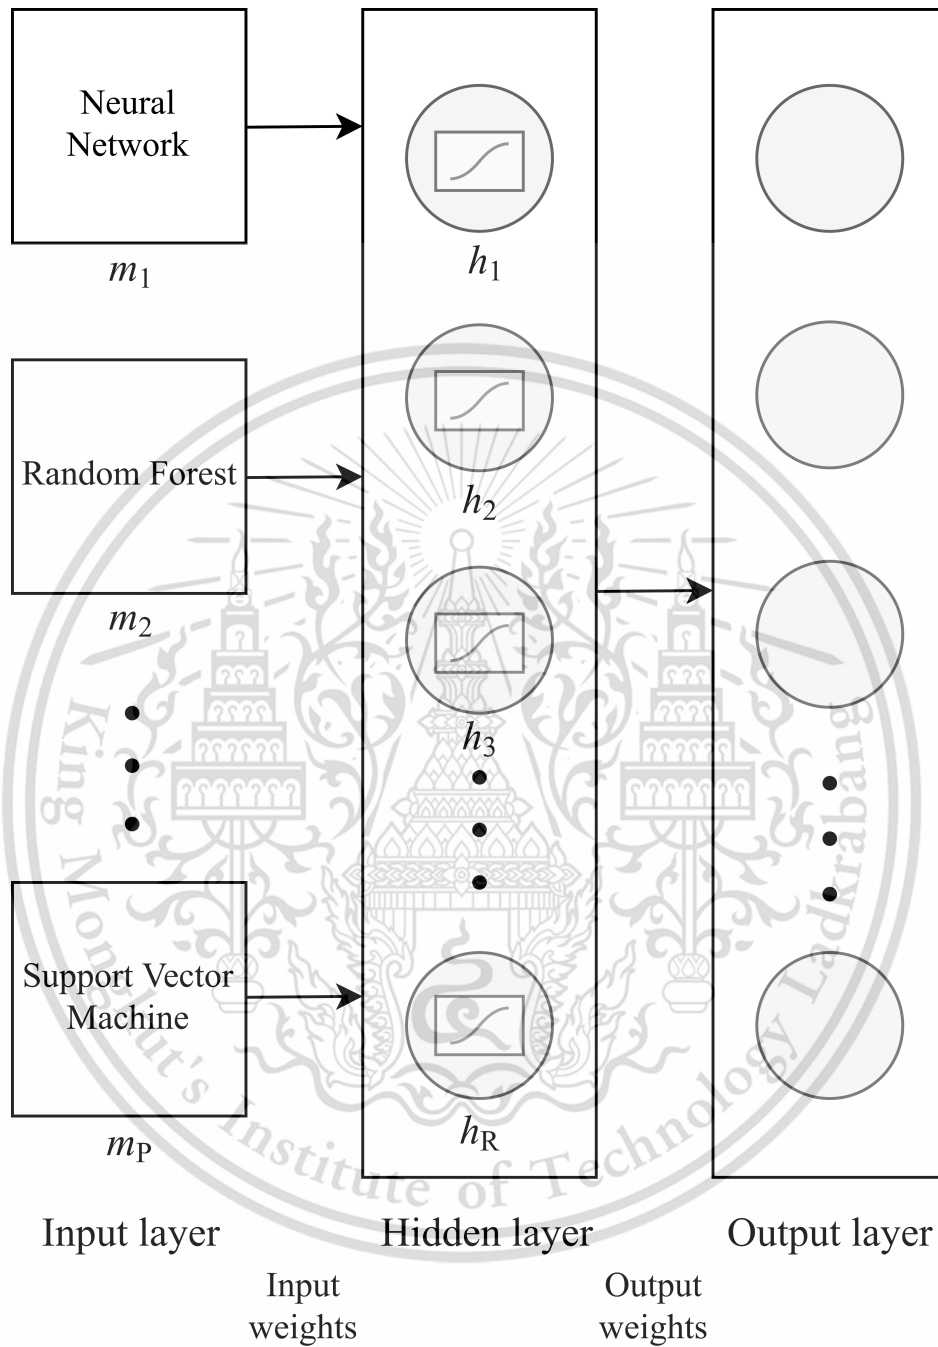 Neural
Network
m1
h1
Random Forest
h2
m2
h3
Support Vector
Machine
mP
hR
King Mongkut's Institute of Technology Ladkrabang
Input layer
Hidden layer
Output layer
Input
weights
Output
weights